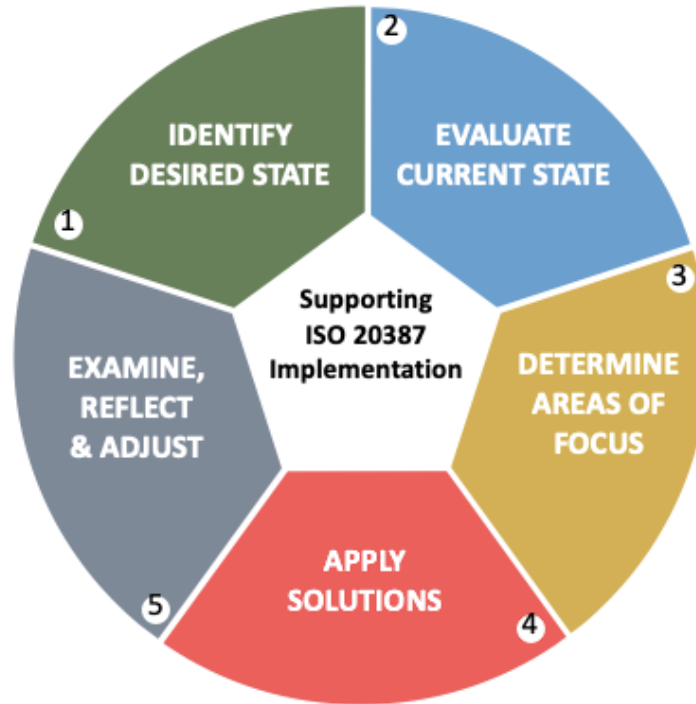 1
IDENTIFY
DESIRED STATE
2
EVALUATE
CURRENT STATE
3
DETERMINE
AREAS OF
FOCUS
4
APPLY
SOLUTIONS
5
EXAMINE,
REFLECT
& ADJUST
Supporting
ISO 20387
Implementation